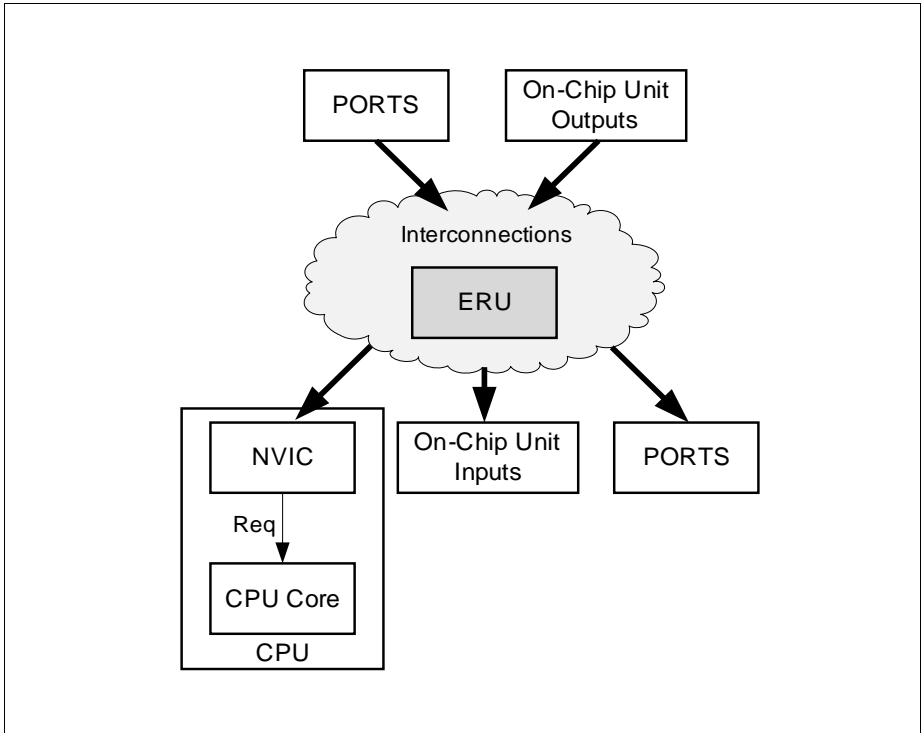 PORTS
On-Chip Unit
Outputs
Interconnections
ERU
NVIC
On-Chip Unit
Inputs
PORTS
Req
CPU Core
CPU